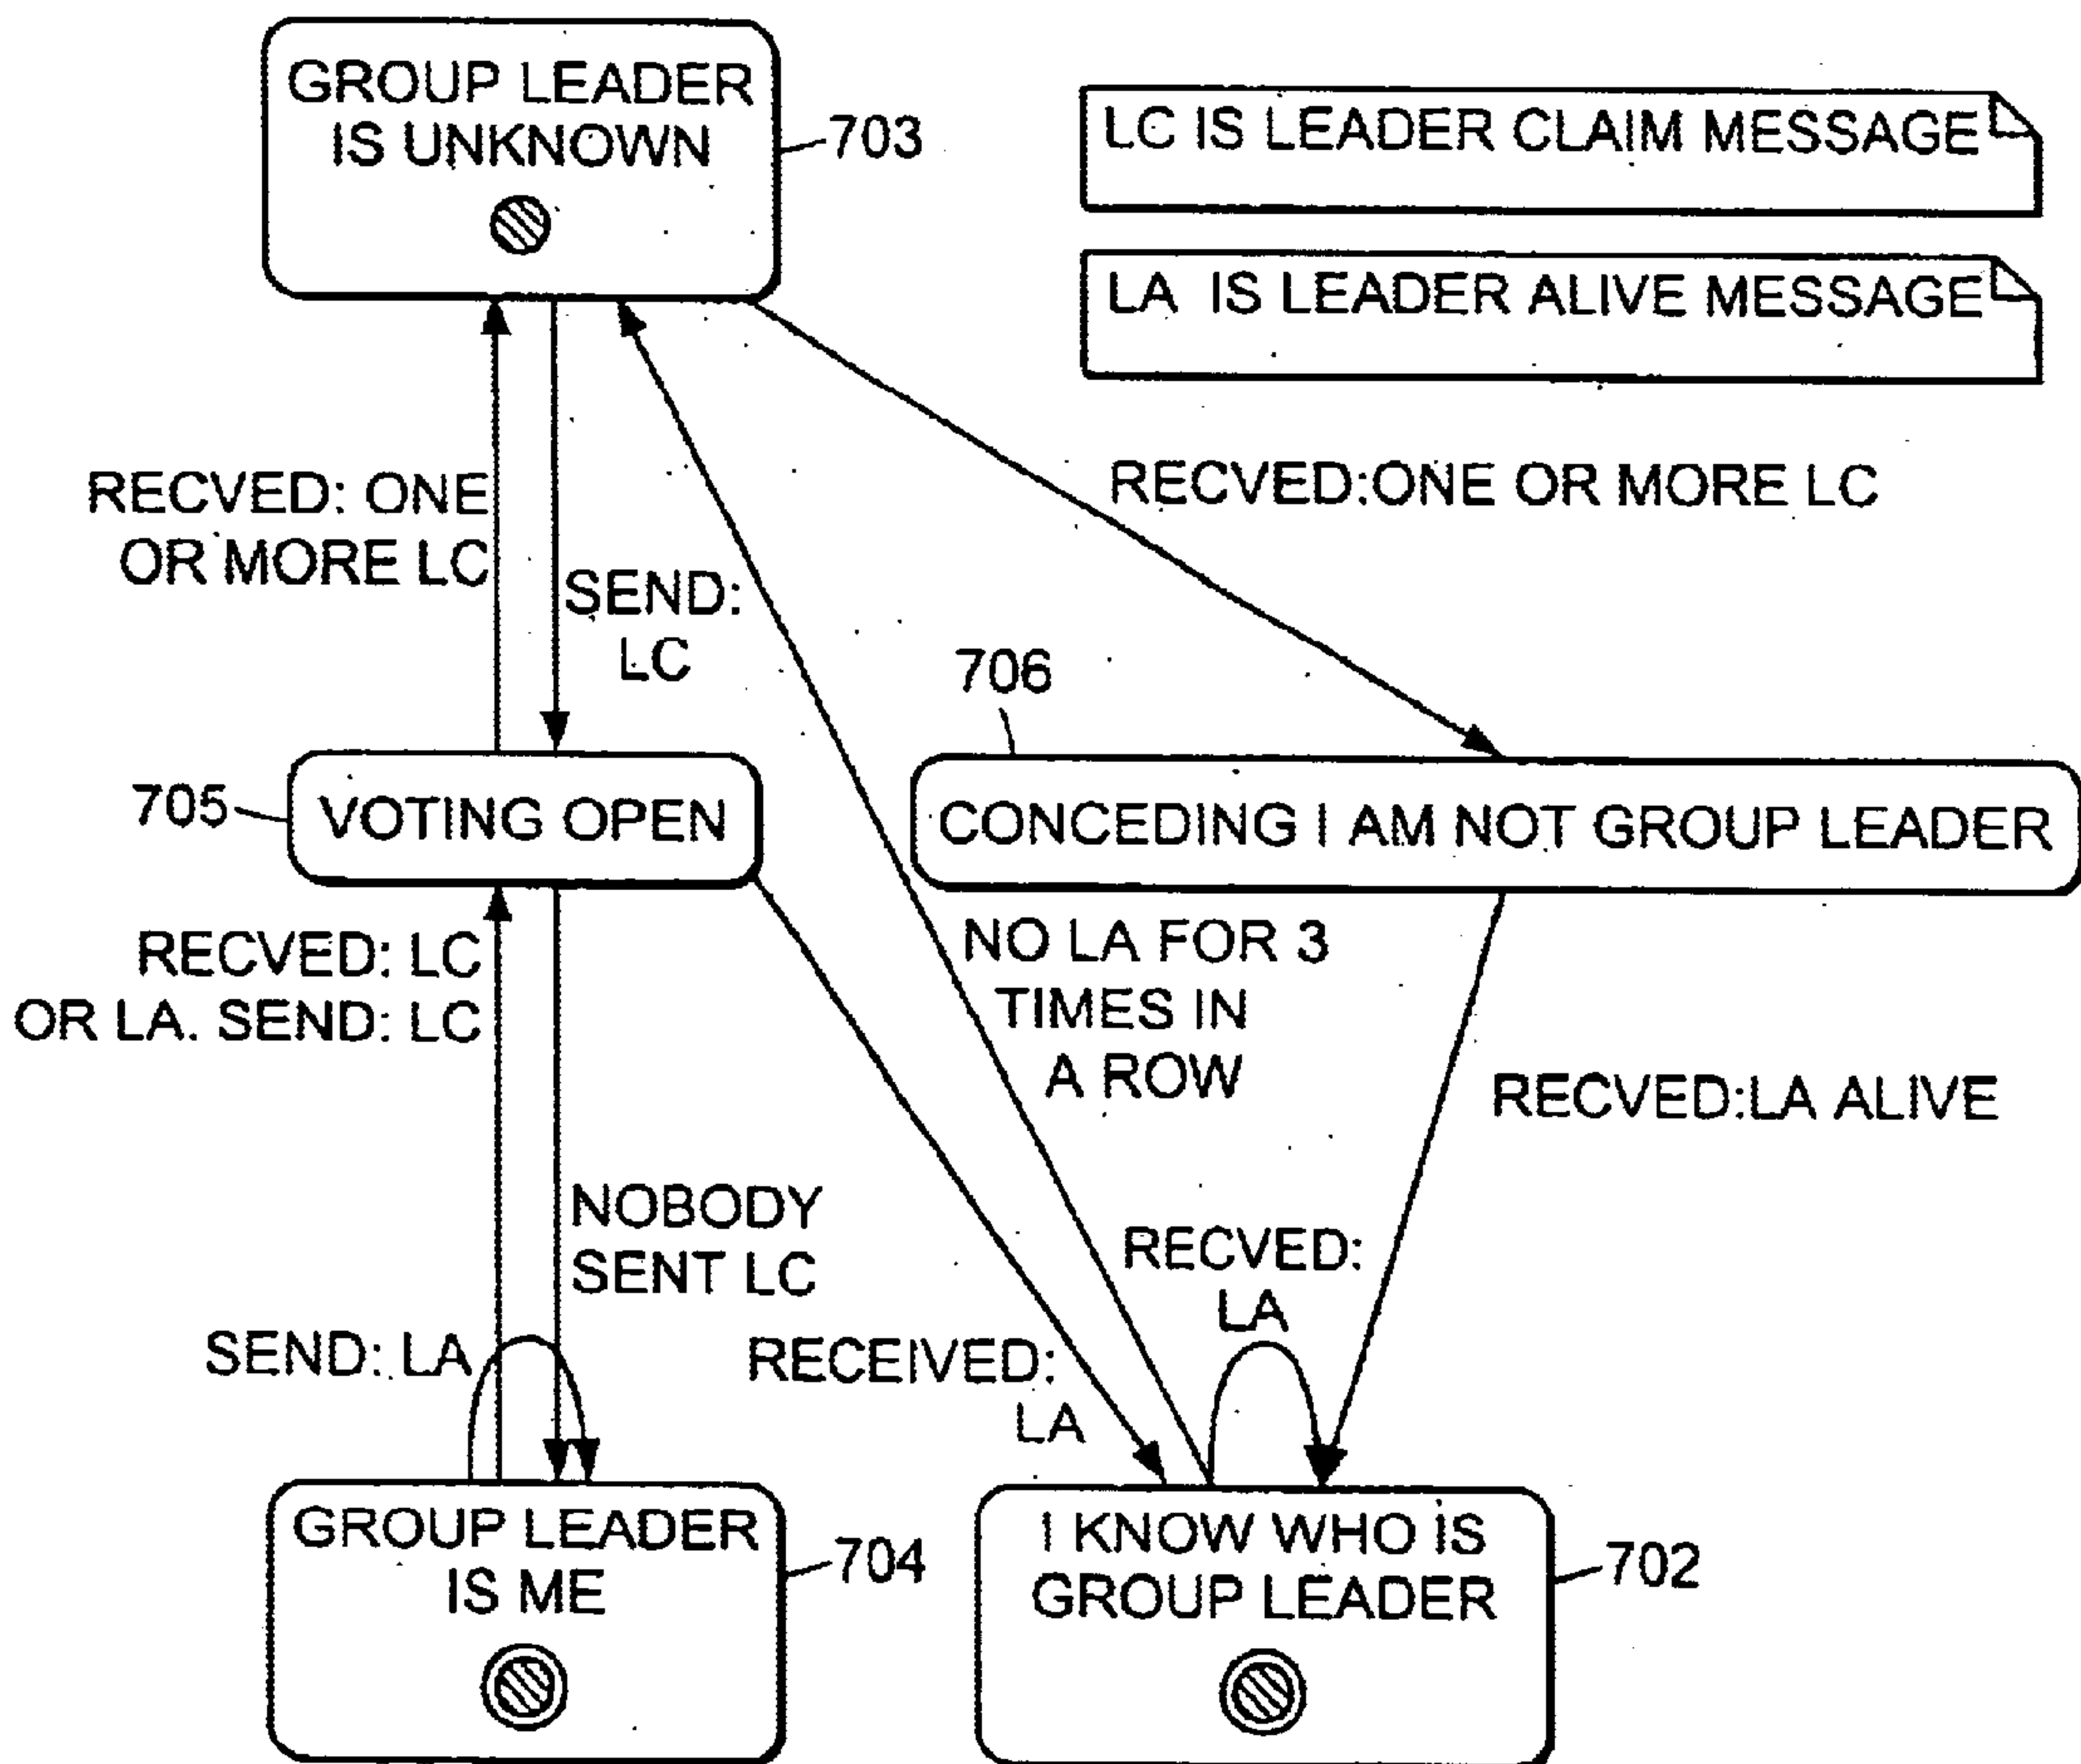 GROUP LEADER
IS UNKNOWN
703
LC IS LEADER CLAIM MESSAGE
LA IS LEADER ALIVE MESSAGE
RECVED: ONE
OR MORE LC
SEND:
LC
RECVED:ONE OR MORE LC
706
705
VOTING OPEN
CONCEDING I AM NOT GROUP LEADER
RECVED: LC
OR LA. SEND: LC
NO LA FOR 3
TIMES IN
A ROW
RECVED:LA ALIVE
NOBODY
SENT LC
SEND: LA
RECEIVED:
LA
RECVED:
LA
GROUP LEADER
IS ME
704
I KNOW WHO IS
GROUP LEADER
702